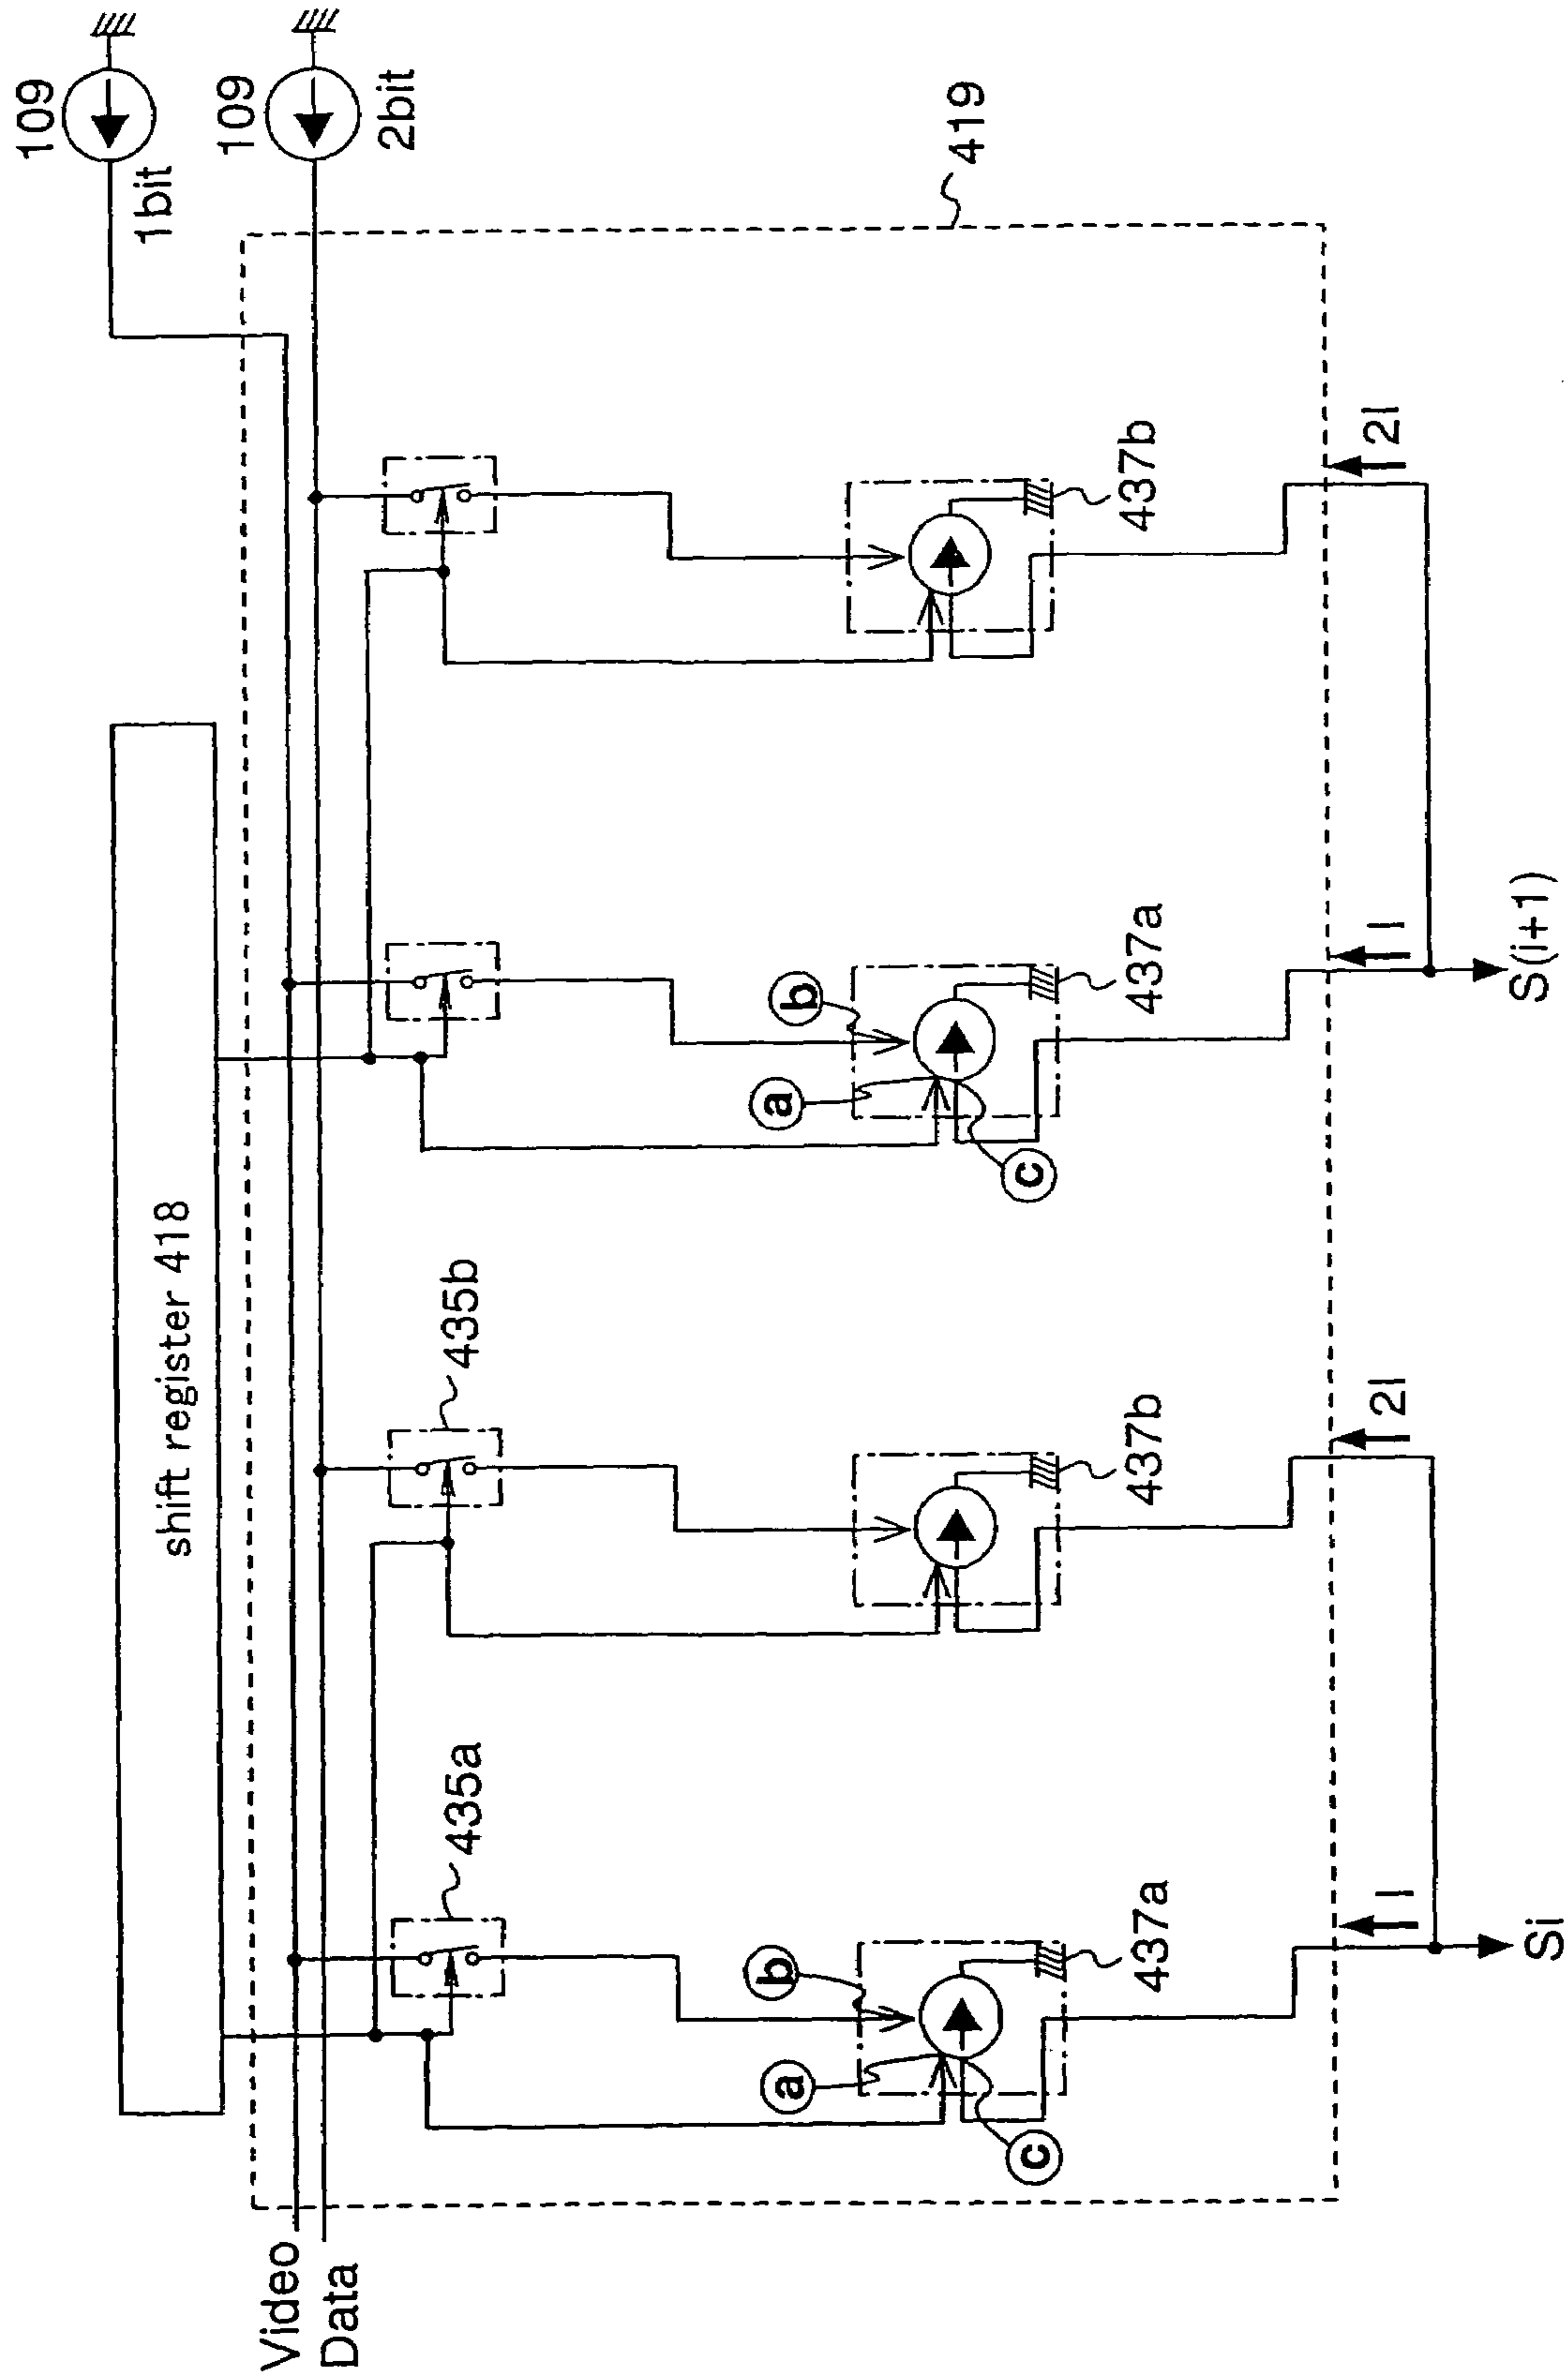 109
1bit
109
2bit
shift register 418
419
Video
Data
435a
435b
a
b
c
437a
437b
a
b
c
437a
437b
I
2I
I
2I
Si
S(i+1)